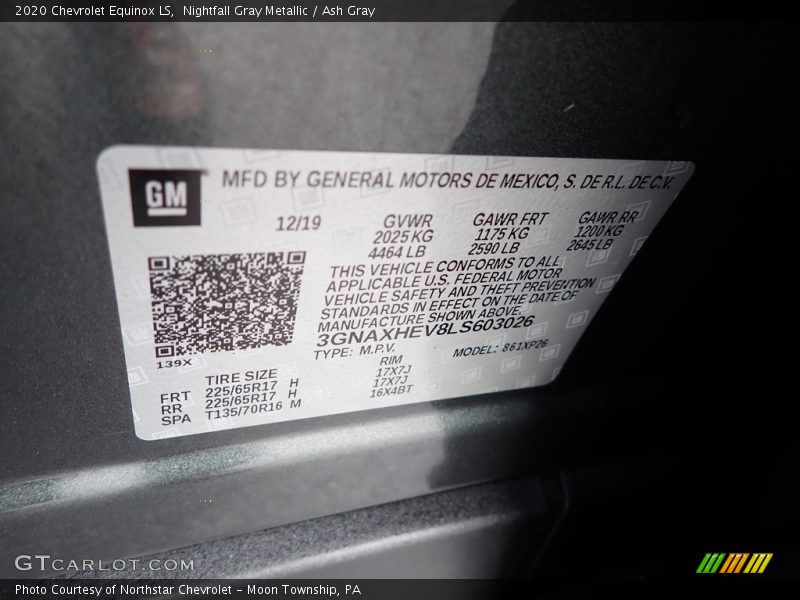 2020 Chevrolet Equinox LS, Nightfall Gray Metallic / Ash Gray
GM
MFD BY GENERAL MOTORS DE MEXICO, S. DE R.L. DE C.V.
12/19 GVWR GAWR FRT GAWR RR
2025 KG 1175 KG 1200 KG
4464 LB 2590 LB 2645 LB
THIS VEHICLE CONFORMS TO ALL
APPLICABLE U.S. FEDERAL MOTOR
VEHICLE SAFETY AND THEFT PREVENTION
STANDARDS IN EFFECT ON THE DATE OF
MANUFACTURE SHOWN ABOVE.
3GNAXHEV8LS603026
139X
TYPE: M.P.V. MODEL: 861XP26
TIRE SIZE RIM
FRT 225/65R17 H 17X7J
RR 225/65R17 H 17X7J
SPA T135/70R16 M 16X4BT
GTCARLOT.COM
Photo Courtesy of Northstar Chevrolet - Moon Township, PA